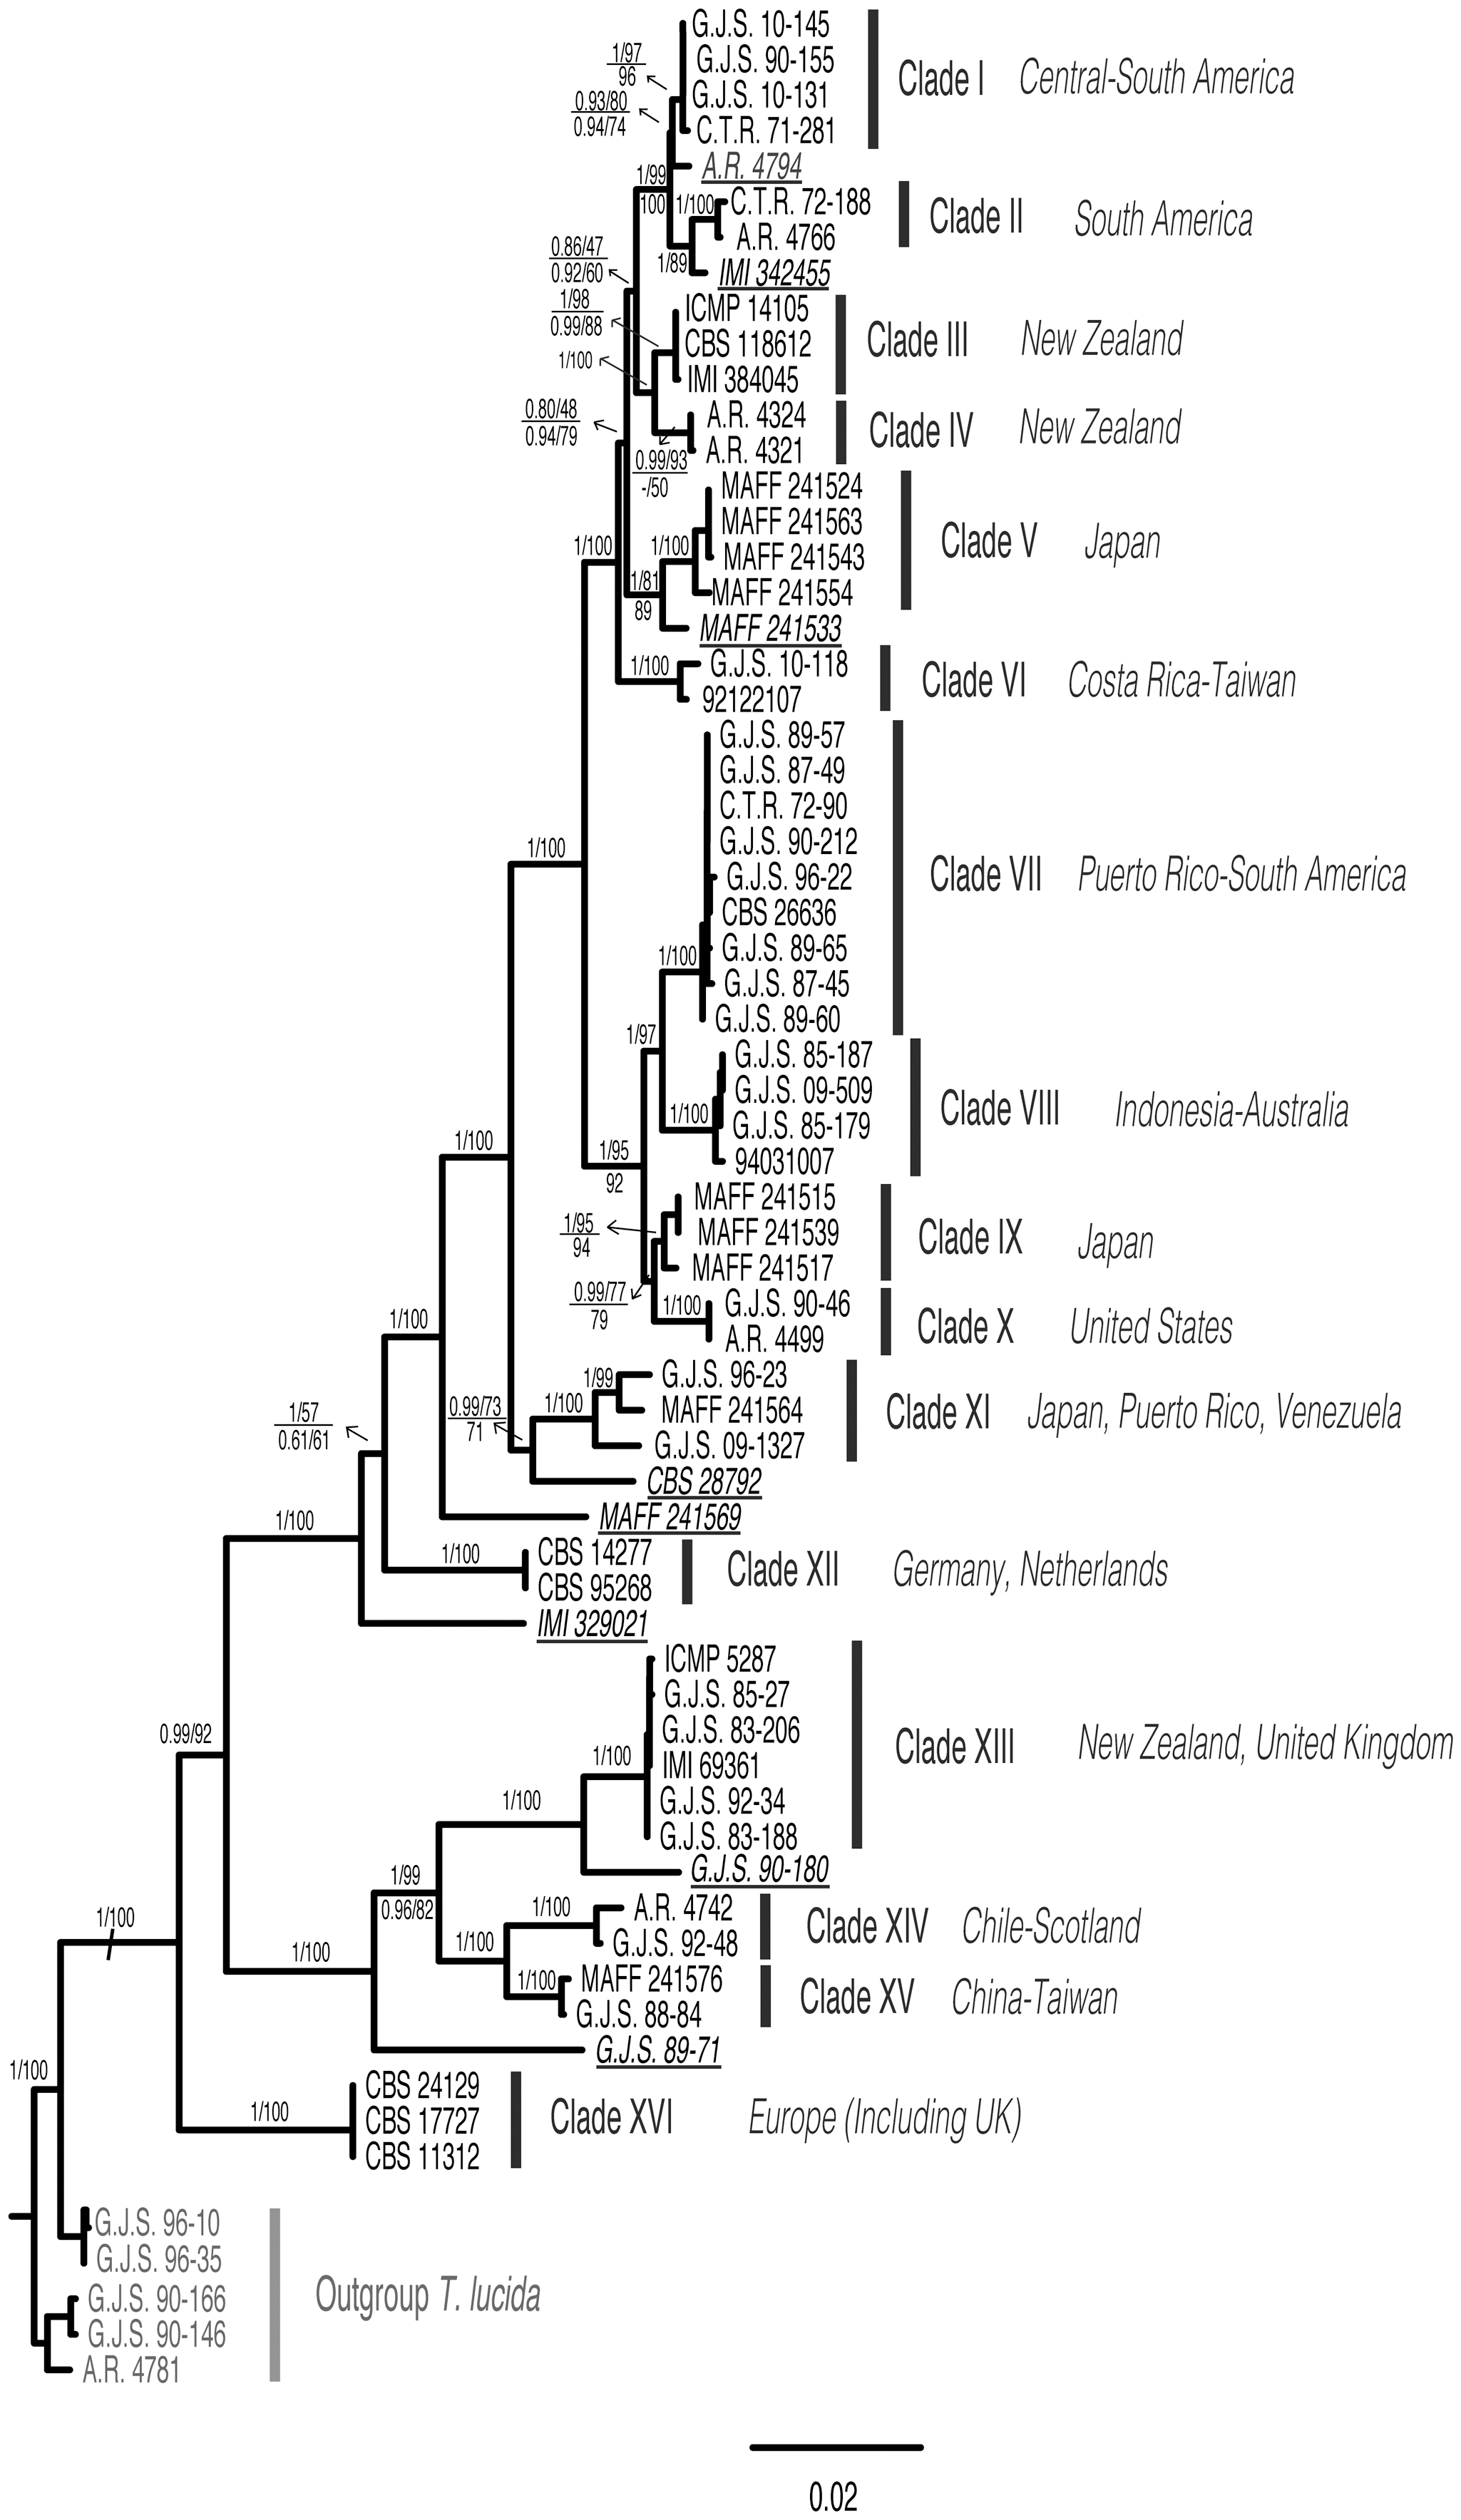 G.J.S. 10-145
1/97
G.J.S. 90-155
96
Clade I Central-South America
G.J.S. 10-131
0.93/80
0.94/74
C.T.R. 71-281
A.R. 4794
1/99
100
1/100
C.T.R. 72-188
Clade II South America
A.R. 4766
0.86/47
0.92/60
1/89
IMI 342455
1/98
0.99/88
ICMP 14105
CBS 118612
Clade III New Zealand
1/100
IMI 384045
0.80/48
0.94/79
A.R. 4324
Clade IV New Zealand
A.R. 4321
0.99/93
-/50
MAFF 241524
MAFF 241563
Clade V Japan
1/100
1/100
MAFF 241543
1/81
89
MAFF 241554
MAFF 241533
1/100
G.J.S. 10-118
Clade VI Costa Rica-Taiwan
92122107
G.J.S. 89-57
G.J.S. 87-49
C.T.R. 72-90
G.J.S. 90-212
1/100
G.J.S. 96-22
Clade VII Puerto Rico-South America
CBS 26636
1/100
G.J.S. 89-65
G.J.S. 87-45
G.J.S. 89-60
1/97
G.J.S. 85-187
G.J.S. 09-509
Clade VIII Indonesia-Australia
1/100
G.J.S. 85-179
1/100
1/95
92
94031007
MAFF 241515
1/95
94
MAFF 241539
Clade IX Japan
MAFF 241517
0.99/77
79
1/100
G.J.S. 90-46
1/100
Clade X United States
A.R. 4499
1/99
G.J.S. 96-23
1/57
0.61/61
0.99/73
71
1/100
MAFF 241564
Clade XI Japan, Puerto Rico, Venezuela
G.J.S. 09-1327
CBS 28792
MAFF 241569
1/100
1/100
CBS 14277
Clade XII Germany, Netherlands
CBS 95268
IMI 329021
ICMP 5287
G.J.S. 85-27
0.99/92
G.J.S. 83-206
Clade XIII New Zealand, United Kingdom
1/100
IMI 69361
1/100
G.J.S. 92-34
G.J.S. 83-188
1/99
0.96/82
G.J.S. 90-180
1/100
1/100
A.R. 4742
Clade XIV Chile-Scotland
1/100
1/100
G.J.S. 92-48
1/100
MAFF 241576
Clade XV China-Taiwan
G.J.S. 88-84
G.J.S. 89-71
1/100
CBS 24129
1/100
CBS 17727
Clade XVI Europe (Including UK)
CBS 11312
G.J.S. 96-10
G.J.S. 96-35
G.J.S. 90-166
Outgroup T. lucida
G.J.S. 90-146
A.R. 4781
0.02